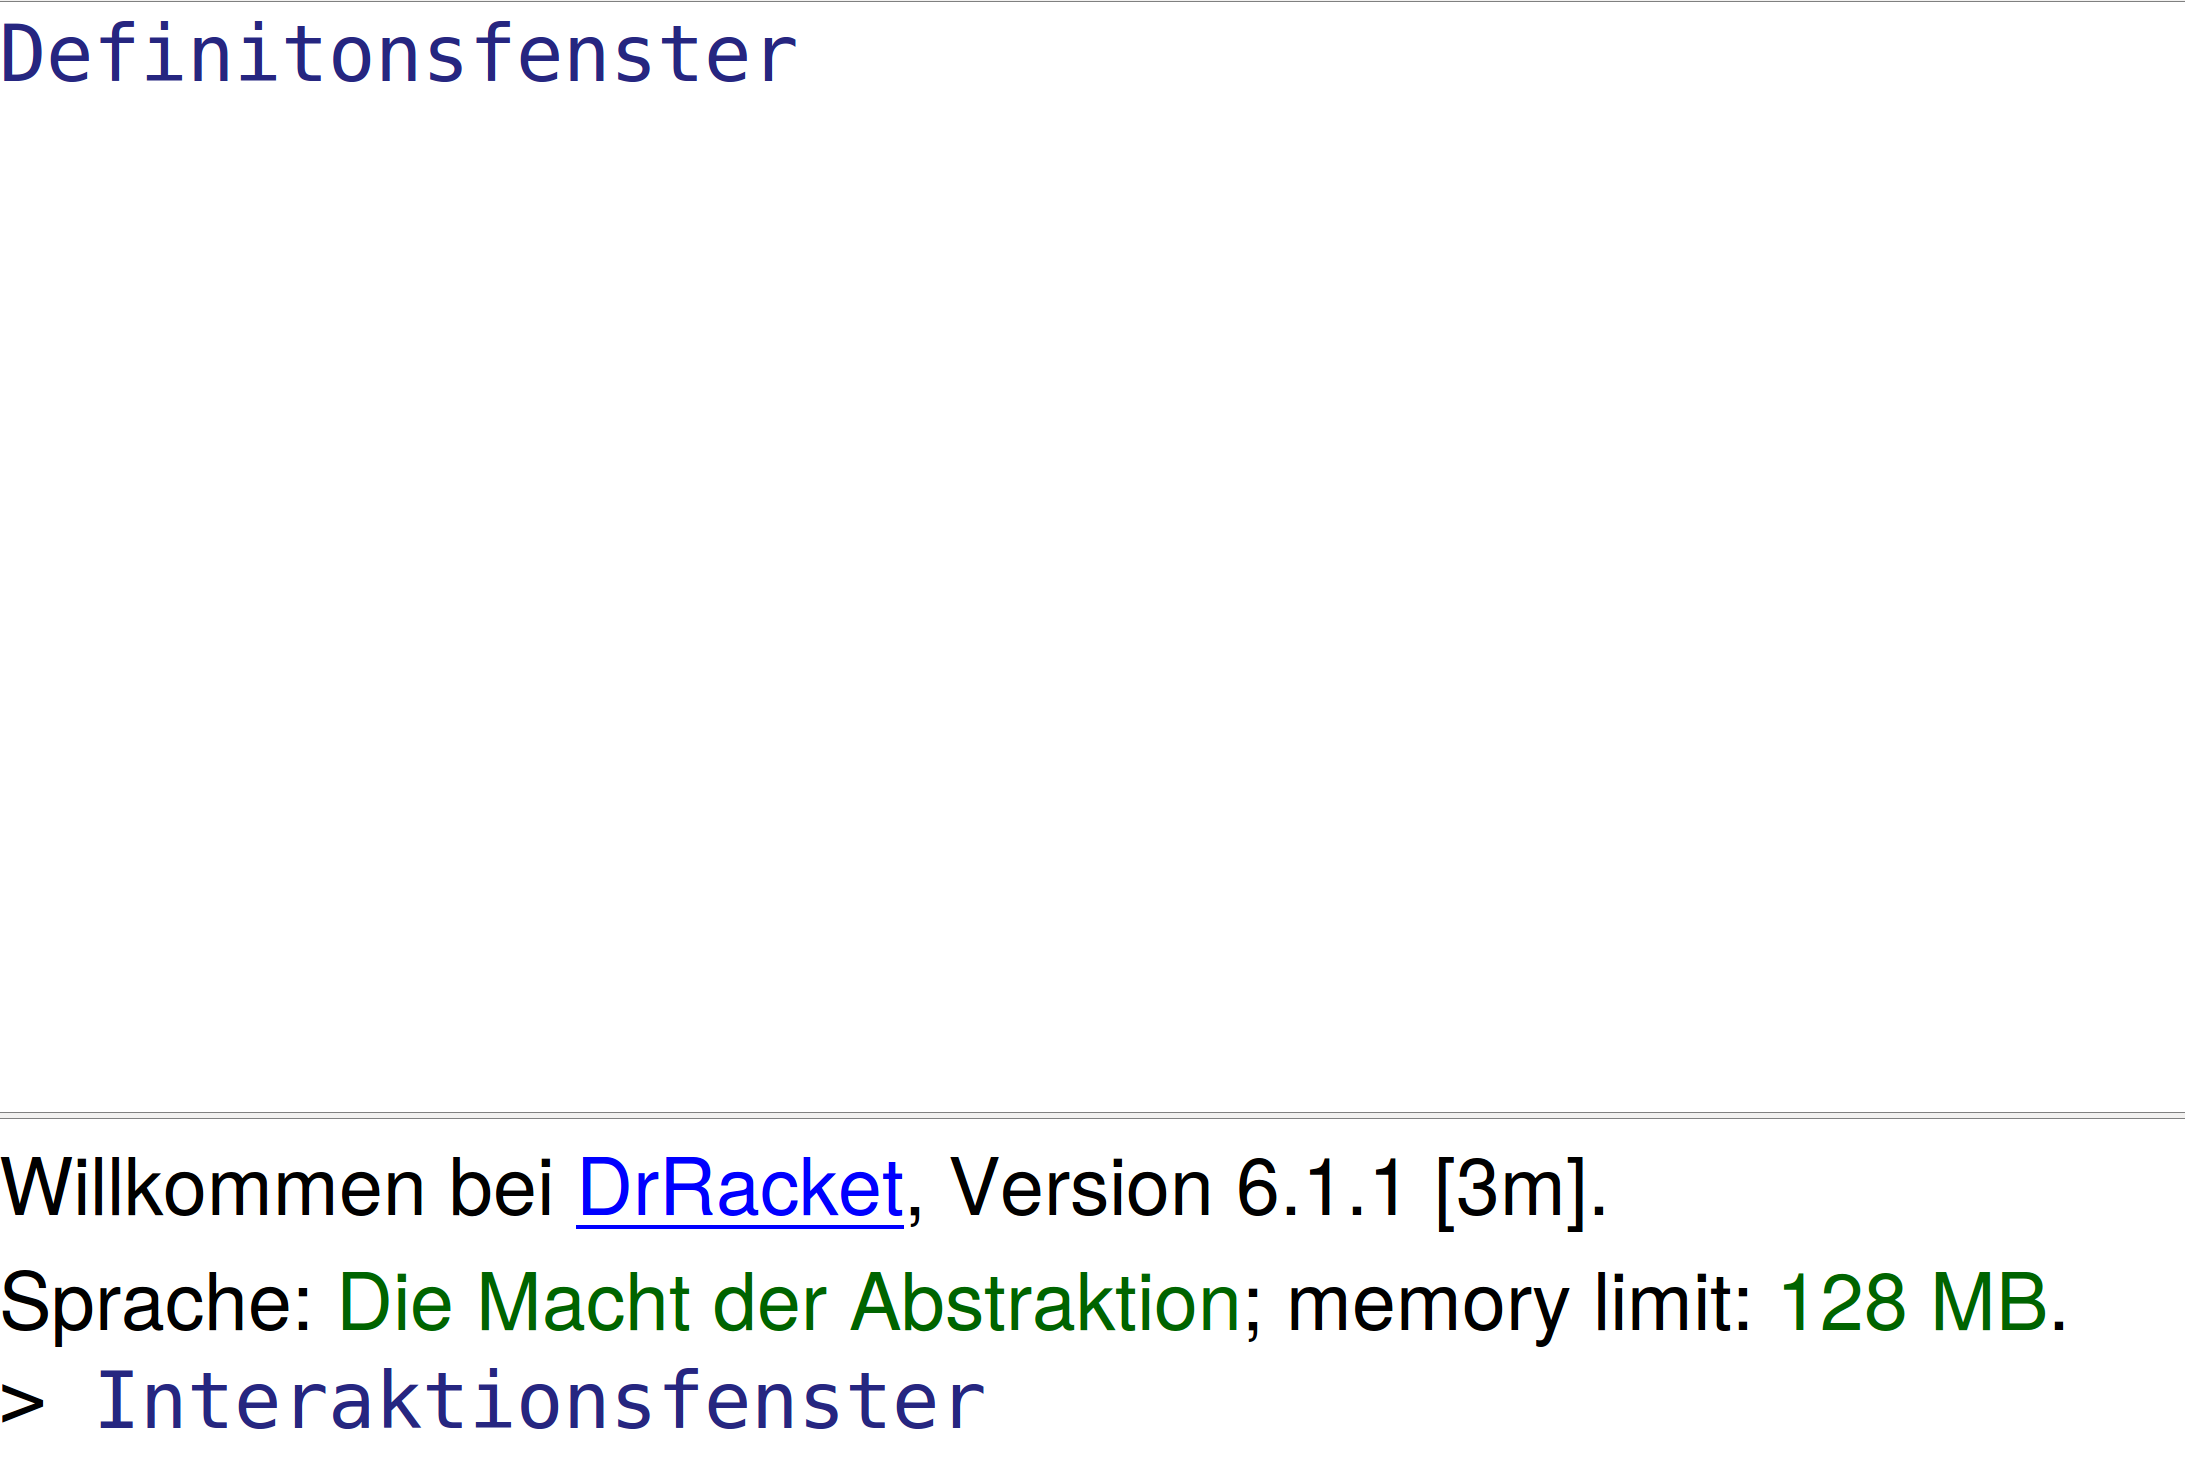 Definitonsfenster
Willkommen bei DrRacket, Version 6.1.1 [3m].
Sprache: Die Macht der Abstraktion; memory limit: 128 MB.
> Interaktionsfenster